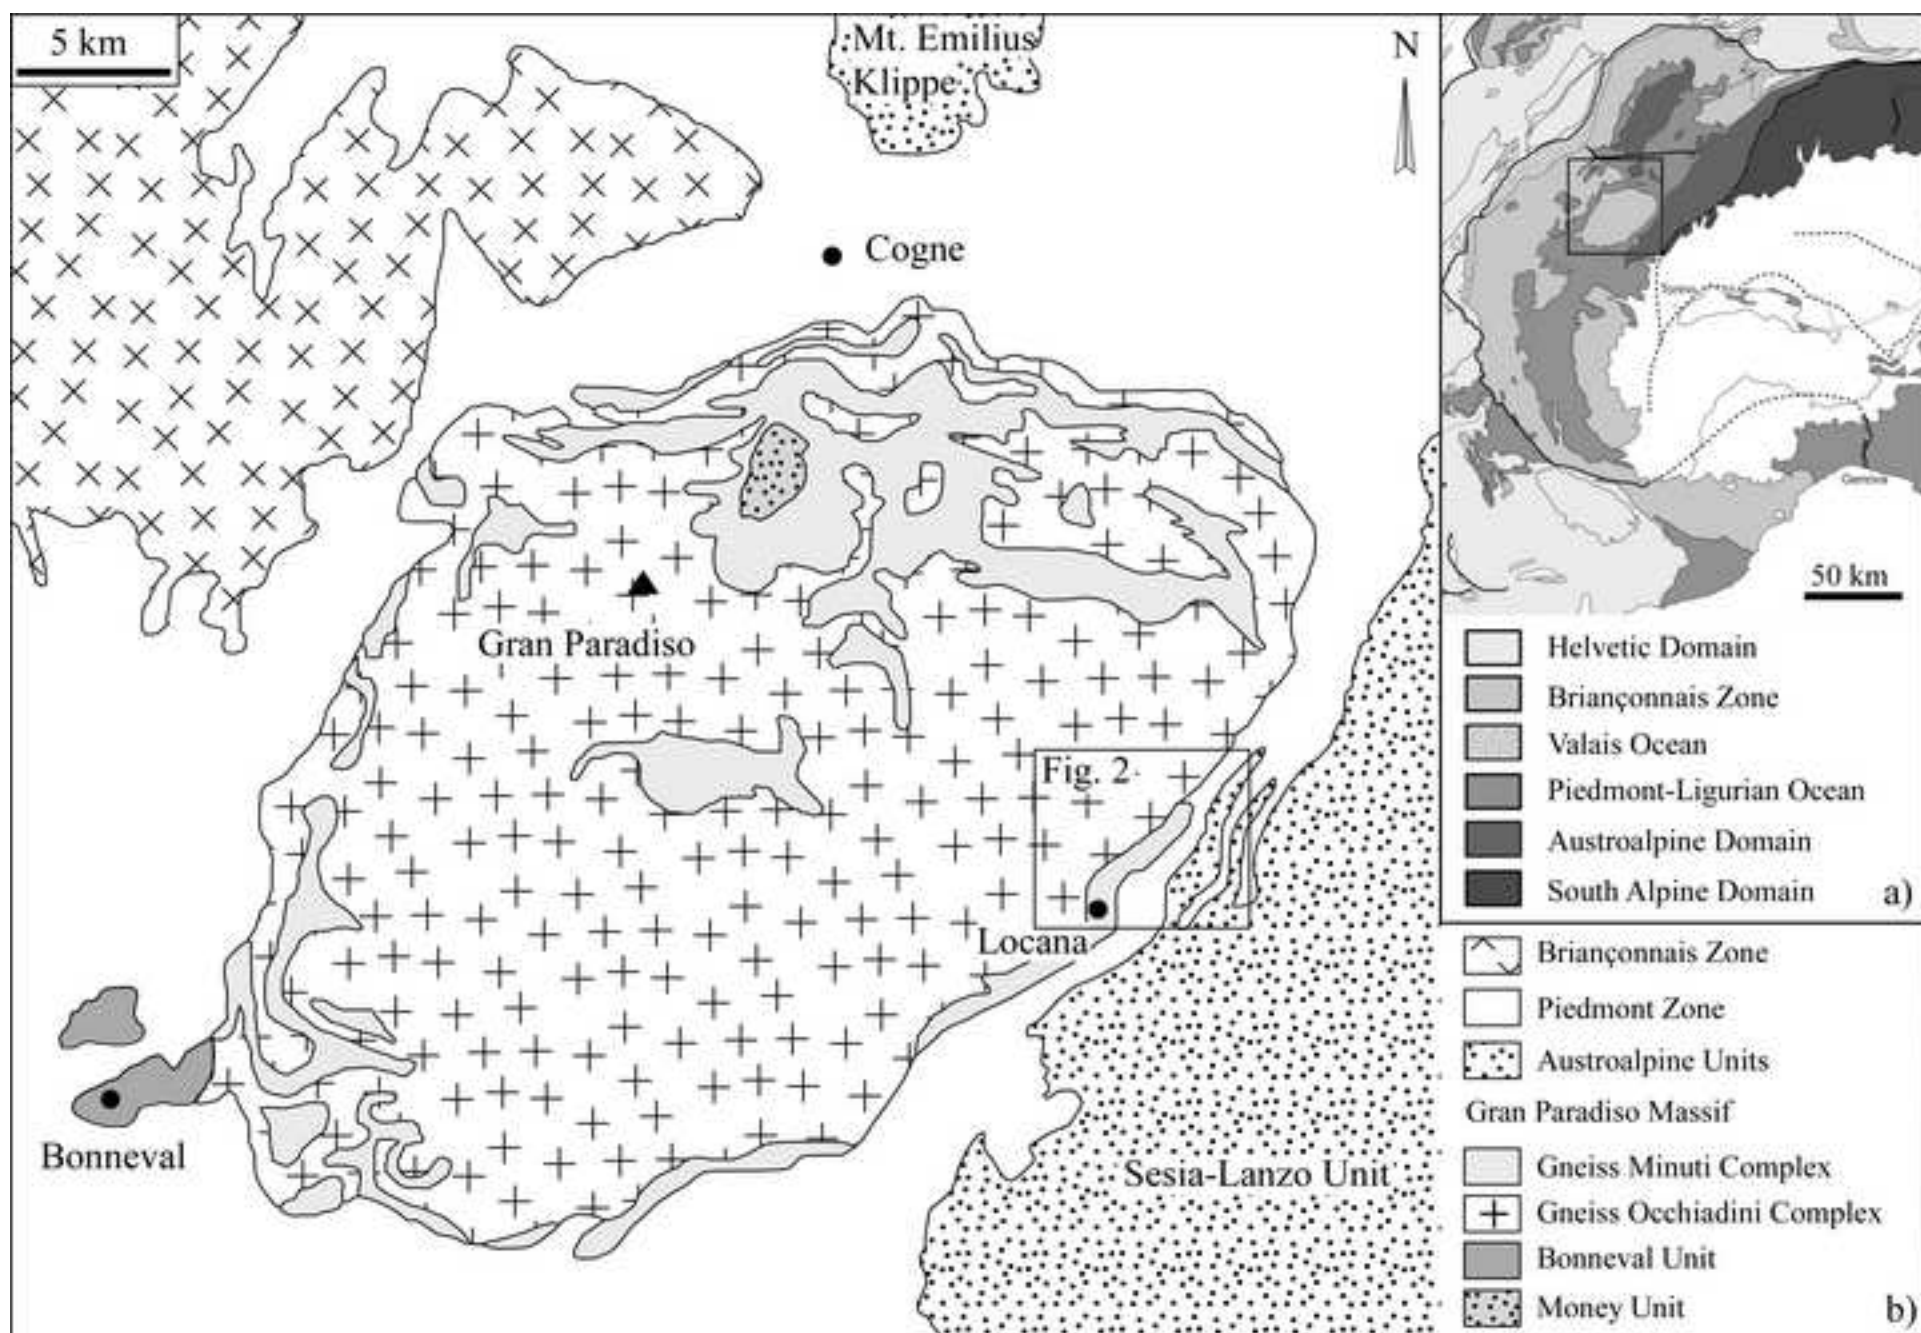 5 km
Mt. Emilius
Klippe
N
Cogne
Gran Paradiso
Fig. 2
Locana
Bonneval
Sesia-Lanzo Unit
Genova
50 km
Helvetic Domain
Briançonnais Zone
Valais Ocean
Piedmont-Ligurian Ocean
Austroalpine Domain
South Alpine Domain
a)
Briançonnais Zone
Piedmont Zone
Austroalpine Units
Gran Paradiso Massif
Gneiss Minuti Complex
Gneiss Occhiadini Complex
Bonneval Unit
Money Unit
b)